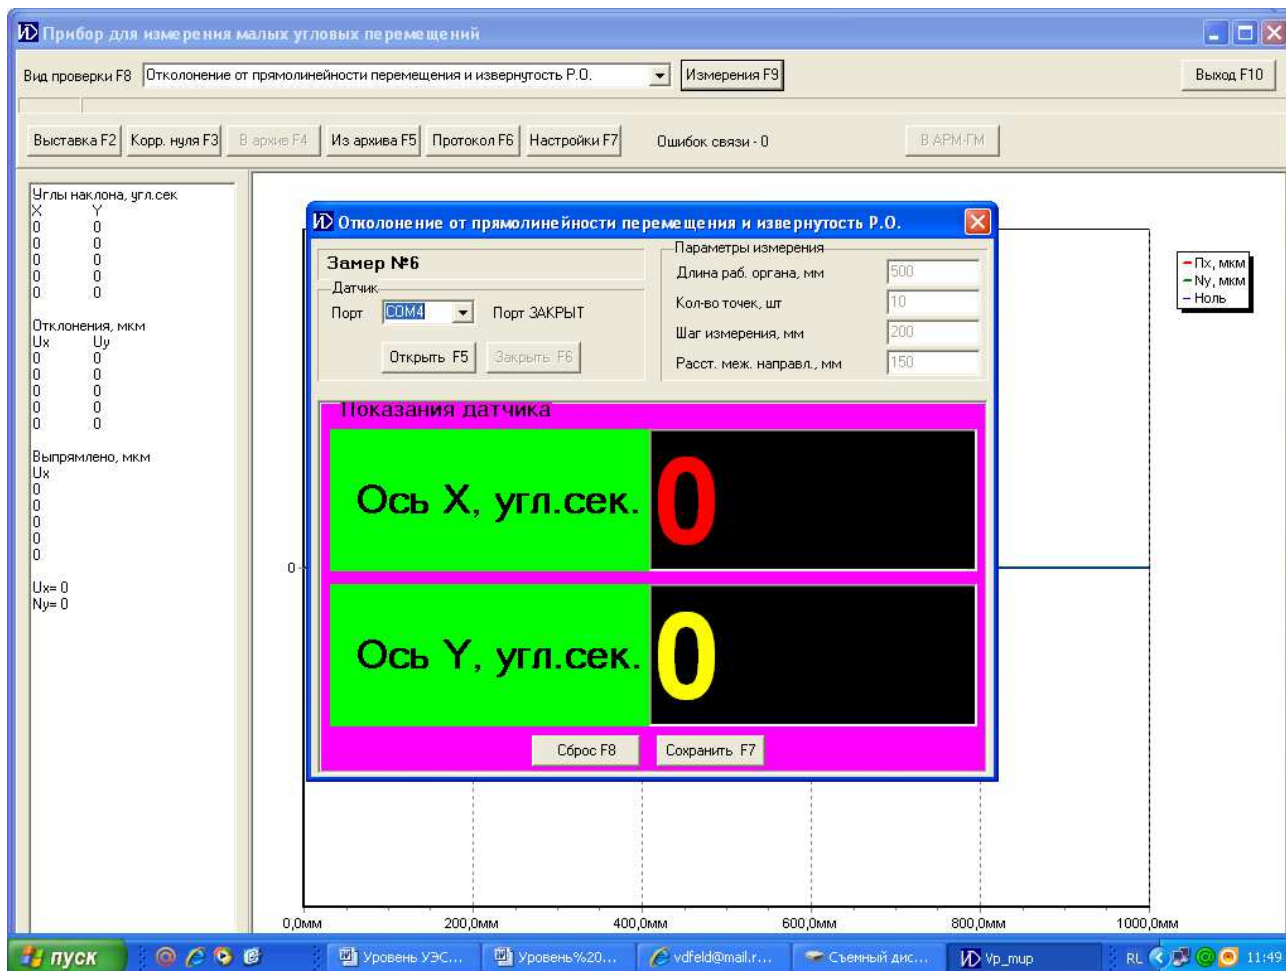 Прибор для измерения малых угловых перемещений
Вид проверки F8 Отколонение от прямолинейности перемещения и извернутость Р.О. Измерения F9 Выход F10
Выставка F2 Корр. нуля F3 В архив F4 Из архива F5 Протокол F6 Настройки F7 Ошибок связи - 0 В АРМ-ГМ
Углы наклона, угл.сек
X Y
0 0
0 0
0 0
0 0
0 0
Отклонения, мкм
Ux Uy
0 0
0 0
0 0
0 0
0 0
Выпрямлено, мкм
Ux
0
0
0
0
0
Ux= 0
Ny= 0
Отколонение от прямолинейности перемещения и извернутость Р.О.
Замер №6
Датчик
Порт COM4 Порт ЗАКРЫТ
Открыть F5 Закрыть F6
Параметры измерения
Длина раб. органа, мм 500
Кол-во точек, шт 10
Шаг измерения, мм 200
Расст. меж. направл., мм 150
Показания датчика
Ось X, угл.сек. 0
Ось Y, угл.сек. 0
Сброс F8 Сохранить F7
Пх, мкм
Ny, мкм
Ноль
0
0,0мм 200,0мм 400,0мм 600,0мм 800,0мм 1000,0мм
пуск Уровень УЭС... Уровень%20... vdfeld@mail.r... Съемный дис... Vp_mup RL 11:49